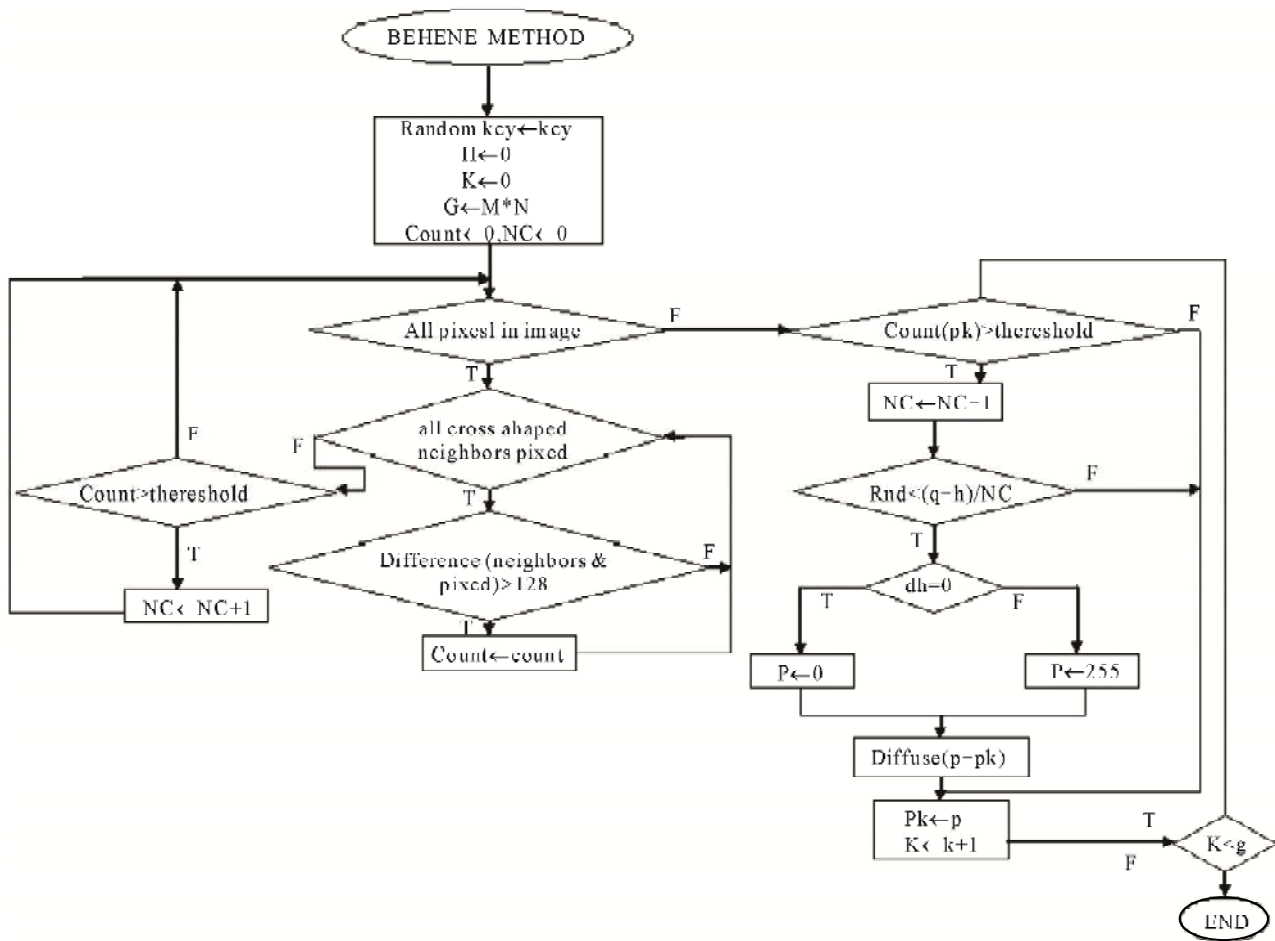 BEHENE METHOD
Random kcy←kcy
H←0
K←0
G←M*N
Count← 0,NC← 0
All pixesl in image
F
Count(pk)>thereshold
F
T
T
NC←NC-1
all cross shaped
neighbors pixed
F
F
Count>thereshold
T
Rnd<(q-h)/NC
F
T
T
Difference (neighbors &
pixed)>128
F
dh=0
T
F
NC← NC+1
T
Count←count
P←0
P←255
Diffuse(p-pk)
Pk←p
K← k+1
T
F
K<g
END